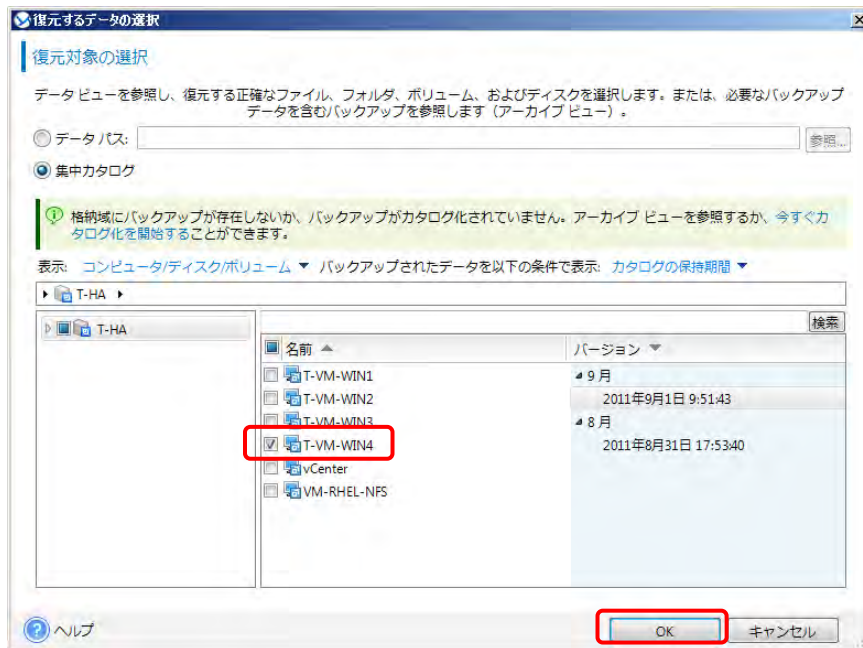 復元するデータの選択
復元対象の選択
データ ビューを参照し、復元する正確なファイル、フォルダ、ボリューム、およびディスクを選択します。または、必要なバックアップ
データを含むバックアップを参照します（アーカイブ ビュー）。
データ パス: 参照...
集中カタログ
格納域にバックアップが存在しないか、バックアップがカタログ化されていません。アーカイブ ビューを参照するか、今すぐカ
タログ化を開始することができます。
表示: コンピュータ/ディスク/ボリューム ▼ バックアップされたデータを以下の条件で表示: カタログの保持期間 ▼
T-HA
T-HA
検索
名前 バージョン
T-VM-WIN1 9 月
T-VM-WIN2 2011年9月1日 9:51:43
T-VM-WIN3 8 月
T-VM-WIN4 2011年8月31日 17:53:40
vCenter
VM-RHEL-NFS
ヘルプ OK キャンセル